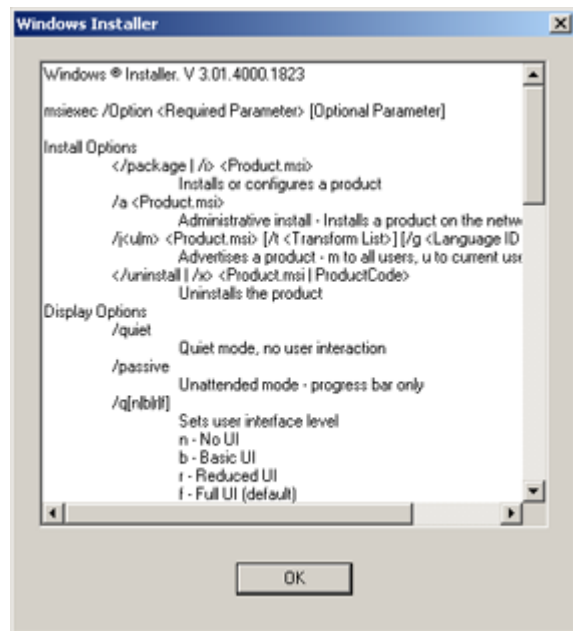 Windows Installer
Windows ® Installer. V 3.01.4000.1823
msiexec /Option <Required Parameter> [Optional Parameter]
Install Options
</package | /i> <Product.msi>
Installs or configures a product
/a <Product.msi>
Administrative install - Installs a product on the netw
/j<u|m> <Product.msi> [/t <Transform List>] [/g <Language ID
Advertises a product - m to all users, u to current use
</uninstall | /x> <Product.msi | ProductCode>
Uninstalls the product
Display Options
/quiet
Quiet mode, no user interaction
/passive
Unattended mode - progress bar only
/q[n|b|r|f]
Sets user interface level
n - No UI
b - Basic UI
r - Reduced UI
f - Full UI (default)
OK